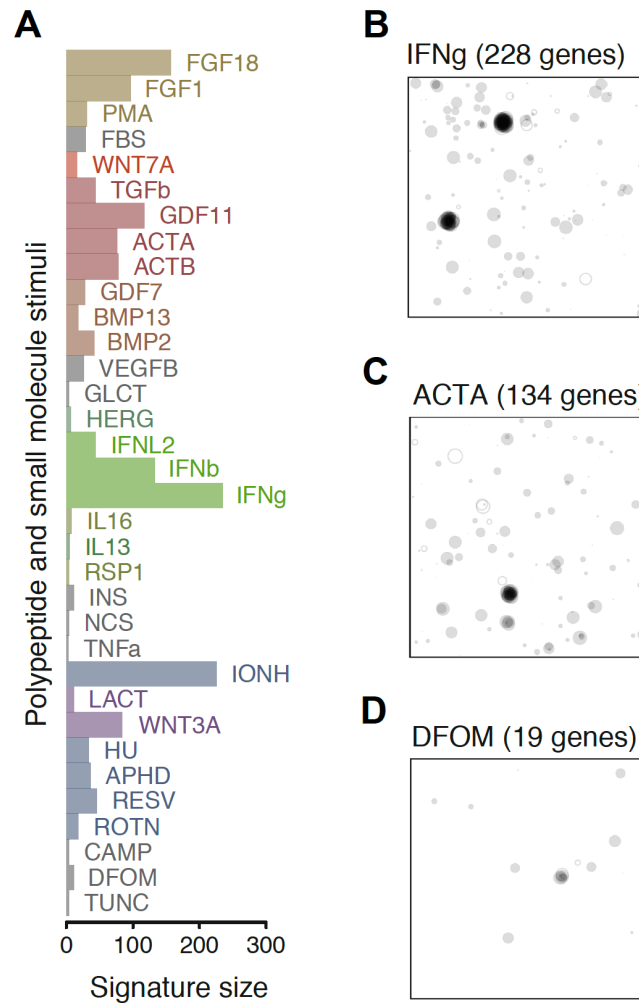 A
Polypeptide and small molecule stimuli
FGF18
FGF1
PMA
FBS
WNT7A
TGFb
GDF11
ACTA
ACTB
GDF7
BMP13
BMP2
VEGFB
GLCT
HERG
IFNL2
IFNb
IFNg
IL16
IL13
RSP1
INS
NCS
TNFa
IONH
LACT
WNT3A
HU
APHD
RESV
ROTN
CAMP
DFOM
TUNC
0 100 200 300
Signature size
B
IFNg (228 genes)
C
ACTA (134 genes)
D
DFOM (19 genes)